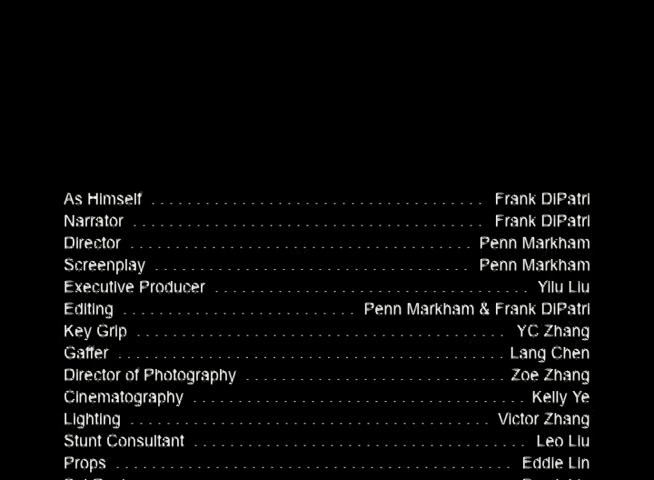 As Himself . . . . . . . . . . . . . . . . . . . . . . . . . . . . . . . . . . . . . Frank DiPatri
Narrator . . . . . . . . . . . . . . . . . . . . . . . . . . . . . . . . . . . . . . . Frank DiPatri
Director . . . . . . . . . . . . . . . . . . . . . . . . . . . . . . . . . . . . . . Penn Markham
Screenplay . . . . . . . . . . . . . . . . . . . . . . . . . . . . . . . . . . . Penn Markham
Executive Producer . . . . . . . . . . . . . . . . . . . . . . . . . . . . . . . . . . . Yilu Liu
Editing . . . . . . . . . . . . . . . . . . . . . . . . . . . Penn Markham & Frank DiPatri
Key Grip . . . . . . . . . . . . . . . . . . . . . . . . . . . . . . . . . . . . . . . . . YC Zhang
Gaffer . . . . . . . . . . . . . . . . . . . . . . . . . . . . . . . . . . . . . . . . . . . Lang Chen
Director of Photography . . . . . . . . . . . . . . . . . . . . . . . . . . . . . Zoe Zhang
Cinematography . . . . . . . . . . . . . . . . . . . . . . . . . . . . . . . . . . . . . Kelly Ye
Lighting . . . . . . . . . . . . . . . . . . . . . . . . . . . . . . . . . . . . . . . . . Victor Zhang
Stunt Consultant . . . . . . . . . . . . . . . . . . . . . . . . . . . . . . . . . . . . . Leo Liu
Props . . . . . . . . . . . . . . . . . . . . . . . . . . . . . . . . . . . . . . . . . . . . . Eddie Lin